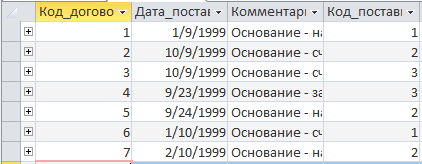 Код_догово Дата_постав Комментари Код_постави
1 1/9/1999 Основание - на 1
2 10/9/1999 Основание - сч 2
3 10/9/1999 Основание - сч 3
4 9/23/1999 Основание - за 3
5 9/24/1999 Основание - на 2
6 1/10/1999 Основание - сч 1
7 2/10/1999 Основание - на 2